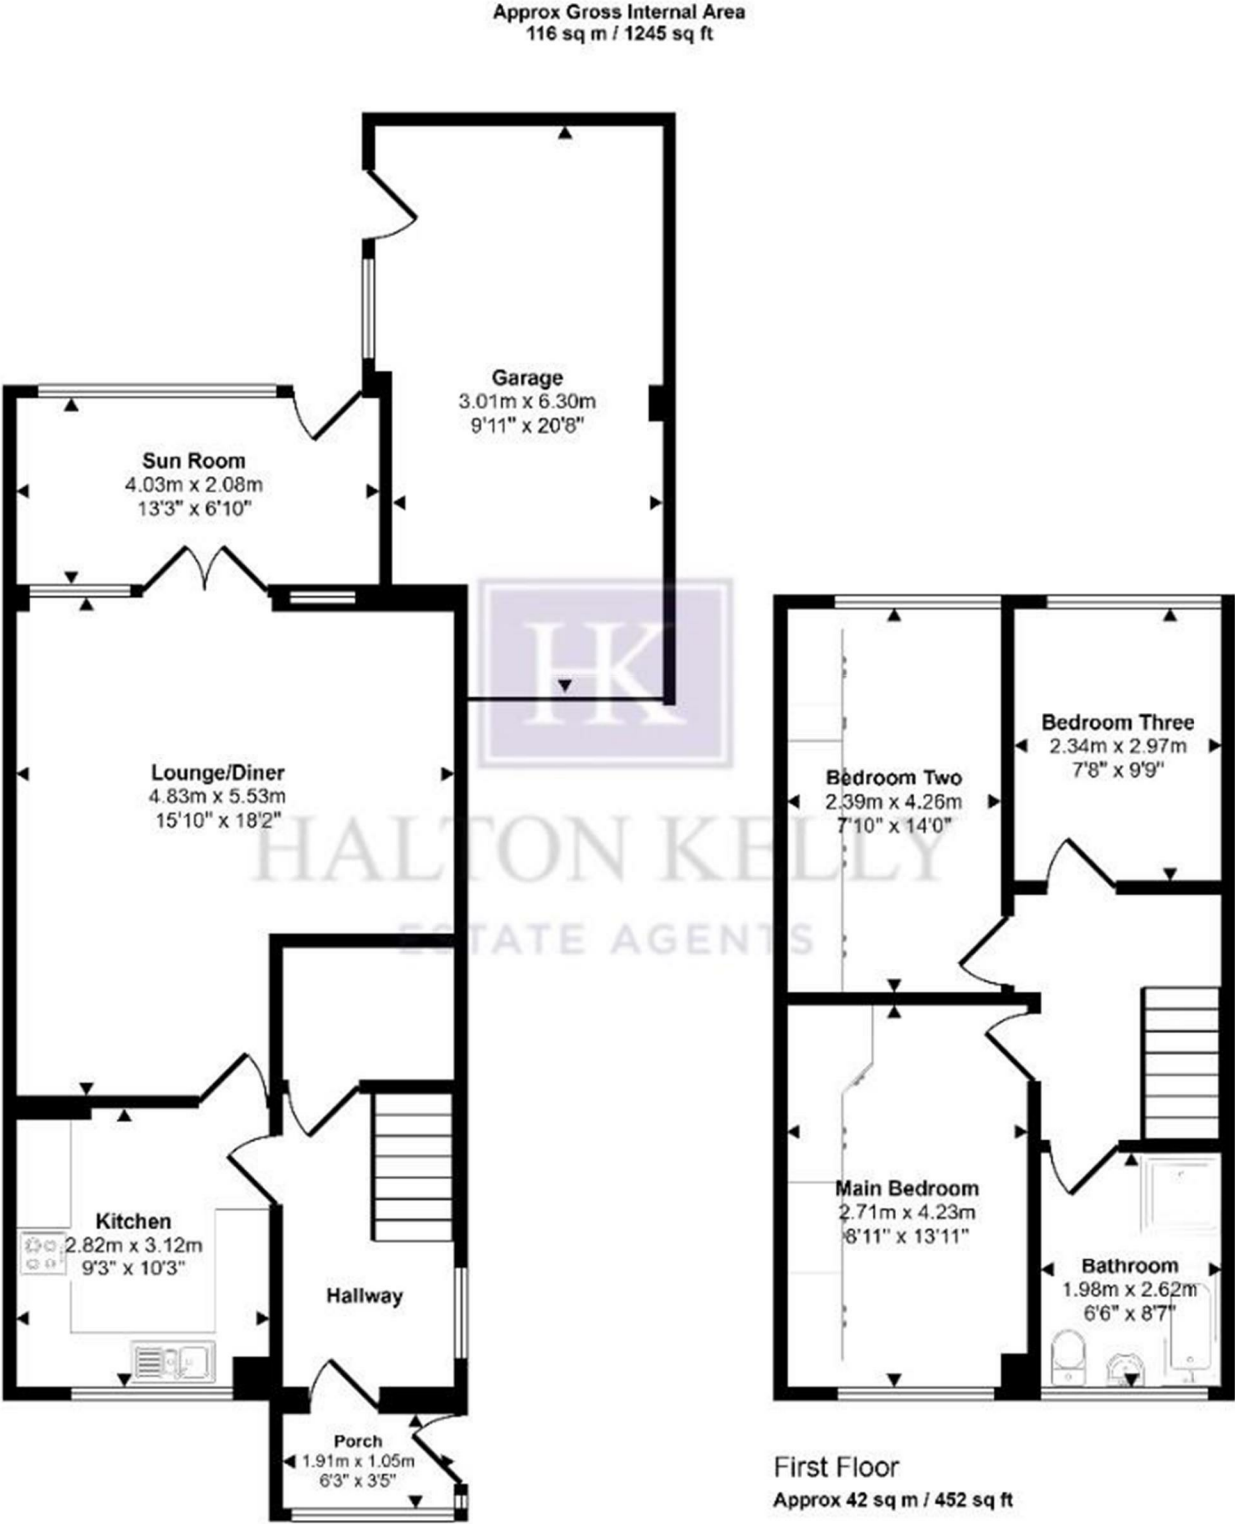 Approx Gross Internal Area
116 sq m / 1245 sq ft
Garage
3.01m x 6.30m
9'11" x 20'8"
Sun Room
4.03m x 2.08m
13'3" x 6'10"
HK
Lounge/Diner
4.83m x 5.53m
15'10" x 18'2"
Bedroom Three
2.34m x 2.97m
7'8" x 9'9"
Bedroom Two
2.39m x 4.26m
7'10" x 14'0"
HALTON KELLY
ESTATE AGENTS
Kitchen
2.82m x 3.12m
9'3" x 10'3"
Hallway
Main Bedroom
2.71m x 4.23m
8'11" x 13'11"
Bathroom
1.98m x 2.62m
6'6" x 8'7"
Porch
1.91m x 1.05m
6'3" x 3'5"
First Floor
Approx 42 sq m / 452 sq ft